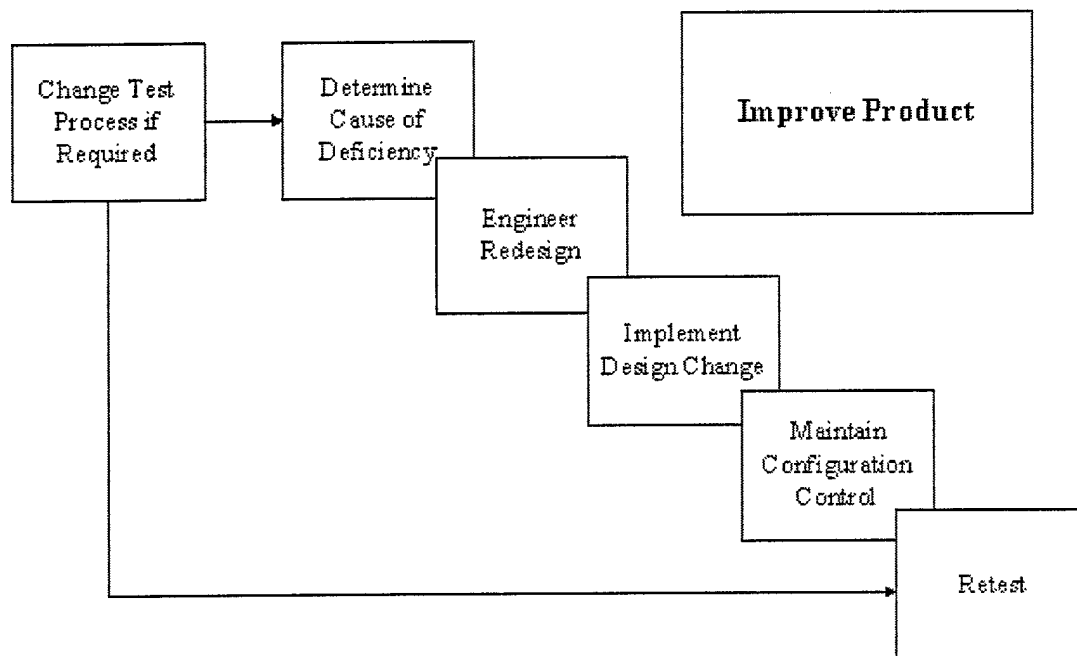 Change Test
Process if
Required
Determine
Cause of
Deficiency
Improve Product
Engineer
Redesign
Implement
Design Change
Maintain
Configuration
Control
Retest